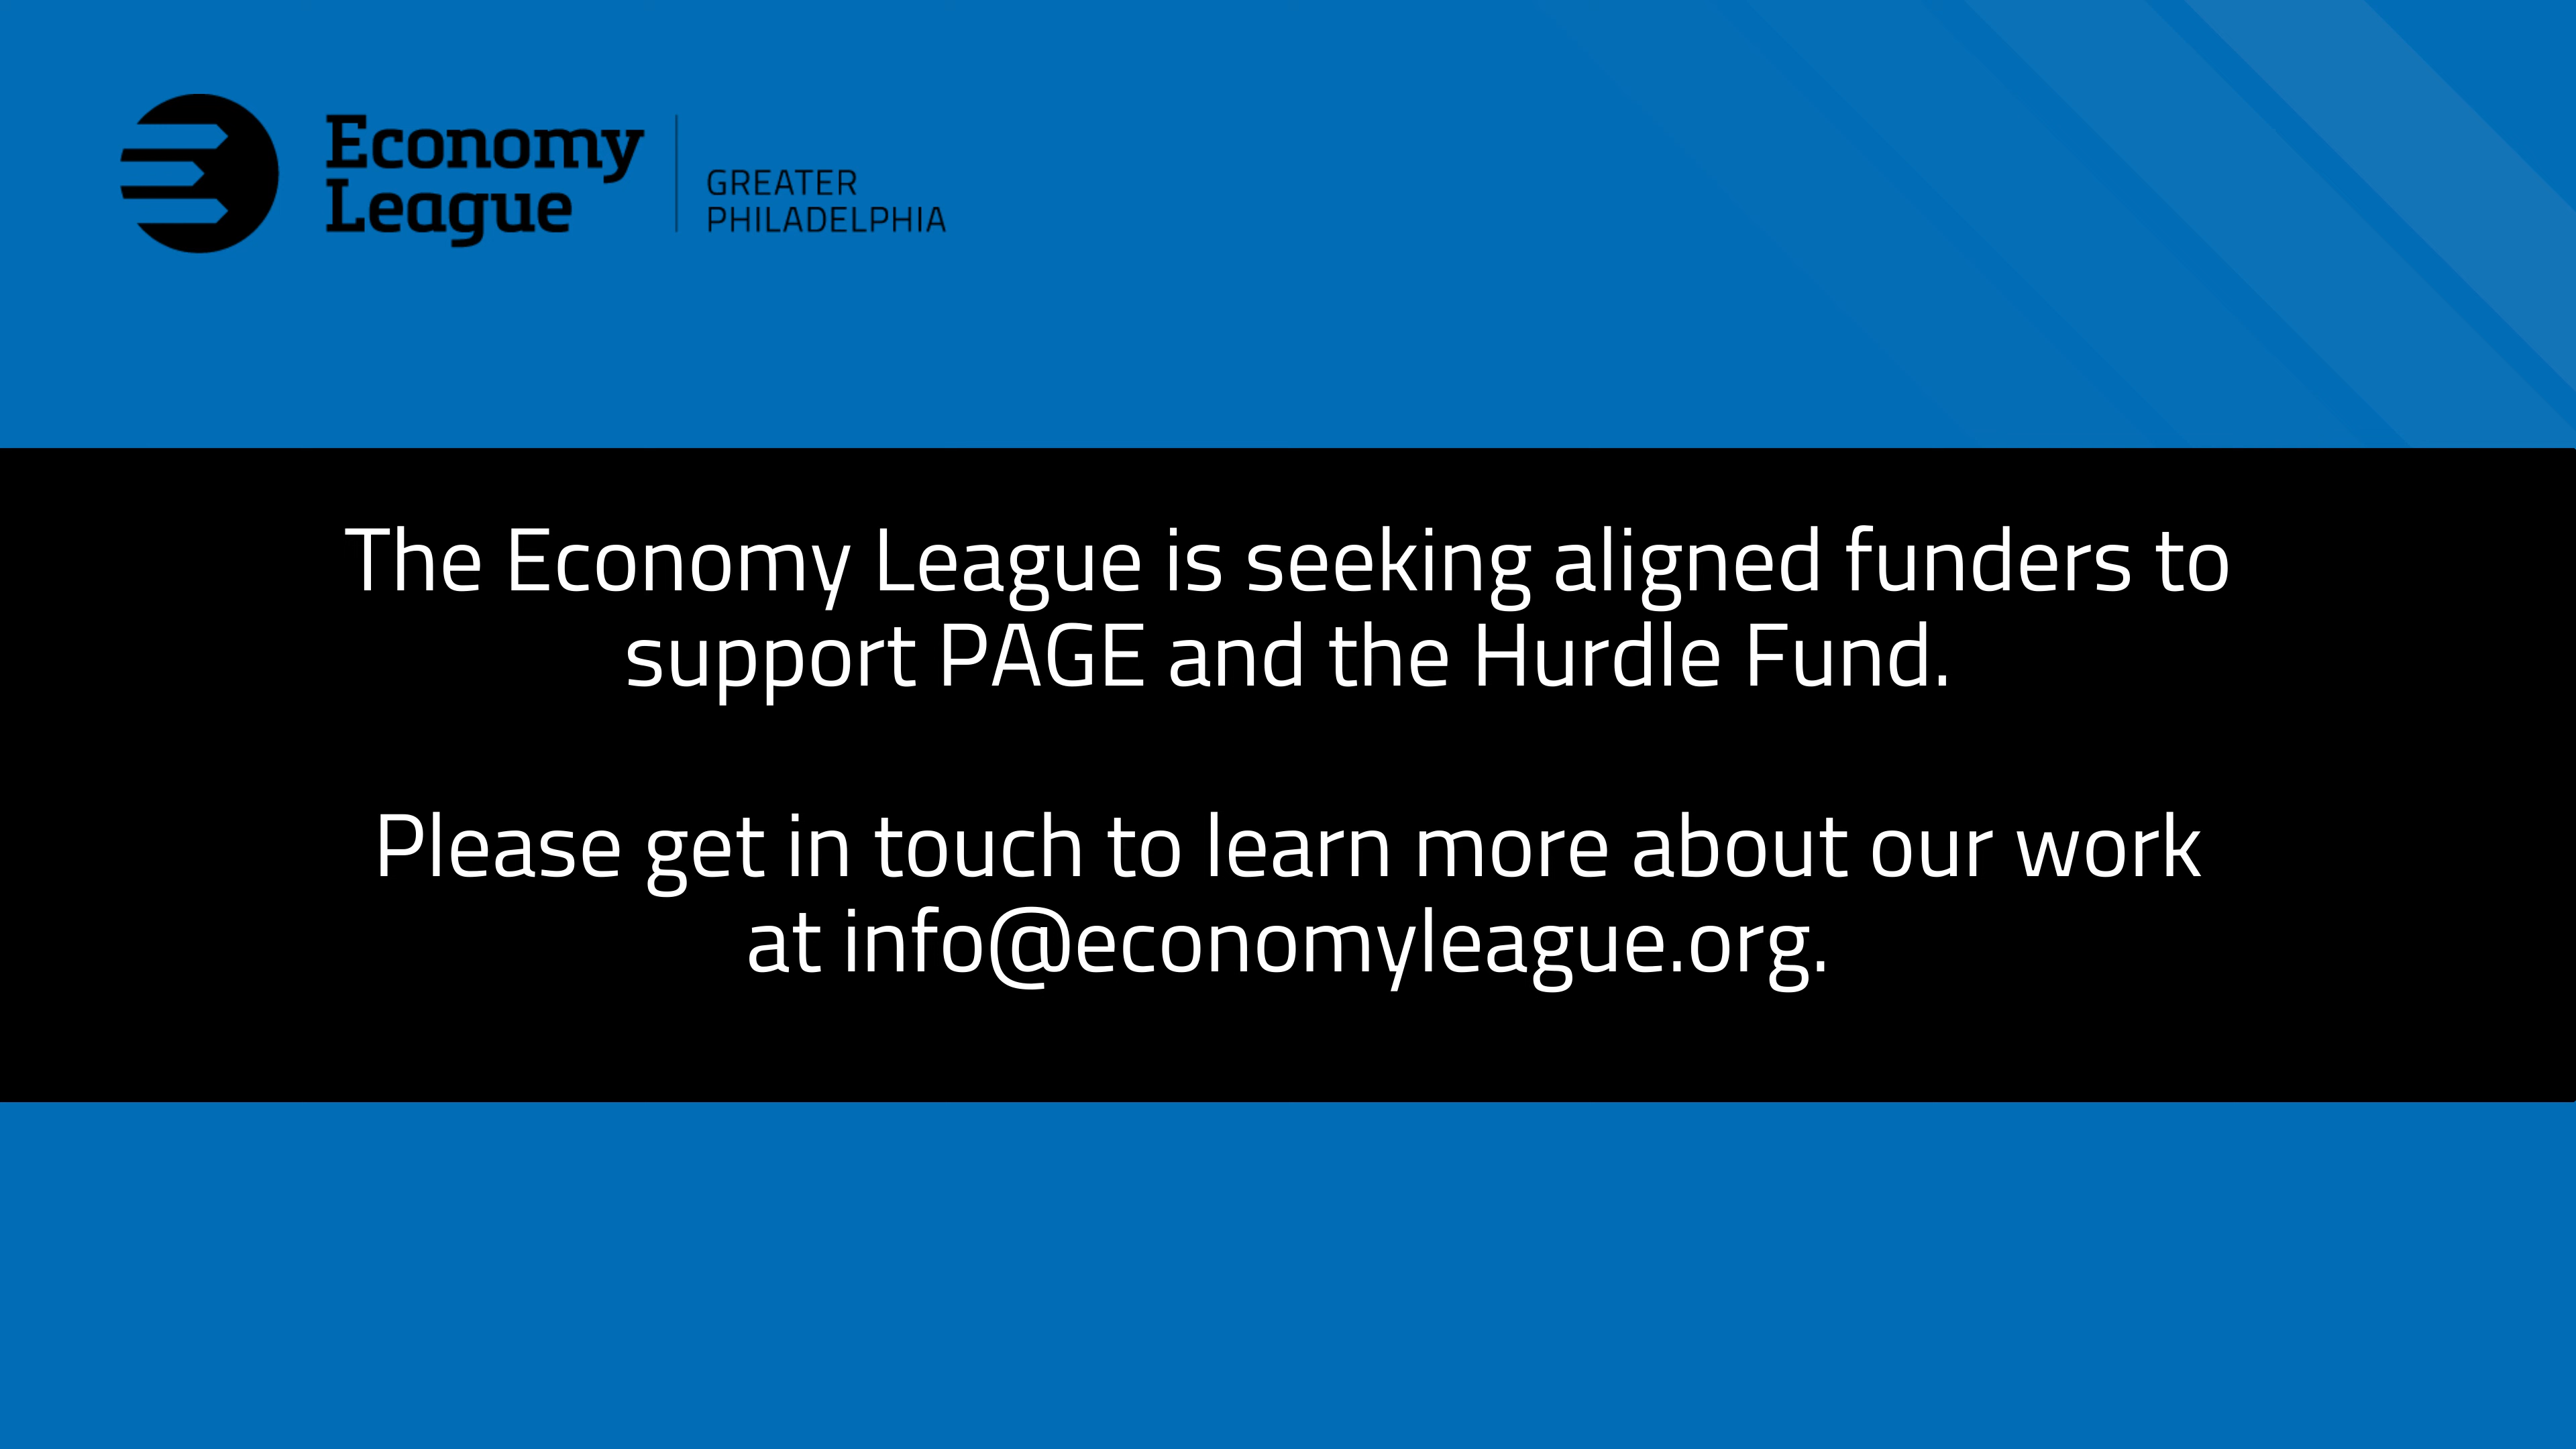 Economy
League
GREATER
PHILADELPHIA
The Economy League is seeking aligned funders to
support PAGE and the Hurdle Fund.
Please get in touch to learn more about our work
at info@economyleague.org.